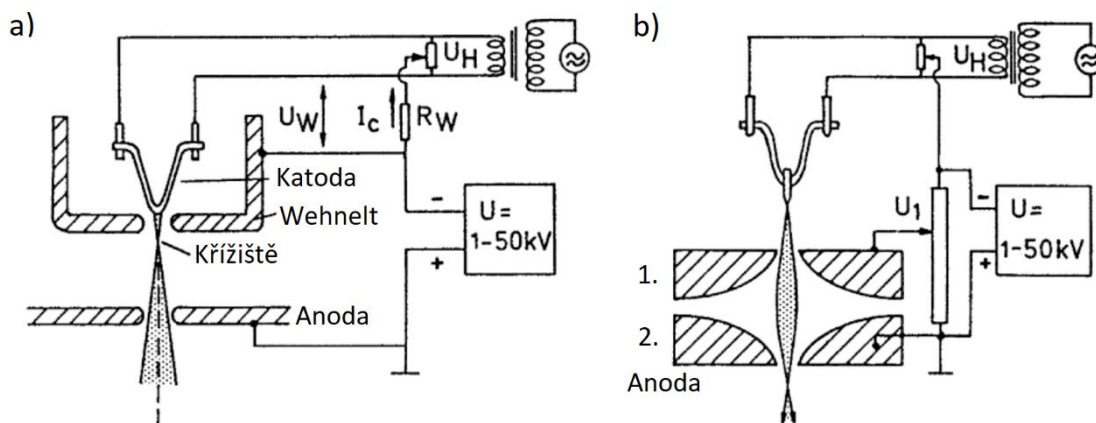 a)
U_H
U_W
I_c
R_W
Katoda
Wehnelt
Křížiště
-
U=
1-50kV
+
Anoda
b)
U_H
U_1
-
U=
1-50kV
+
1.
2.
Anoda